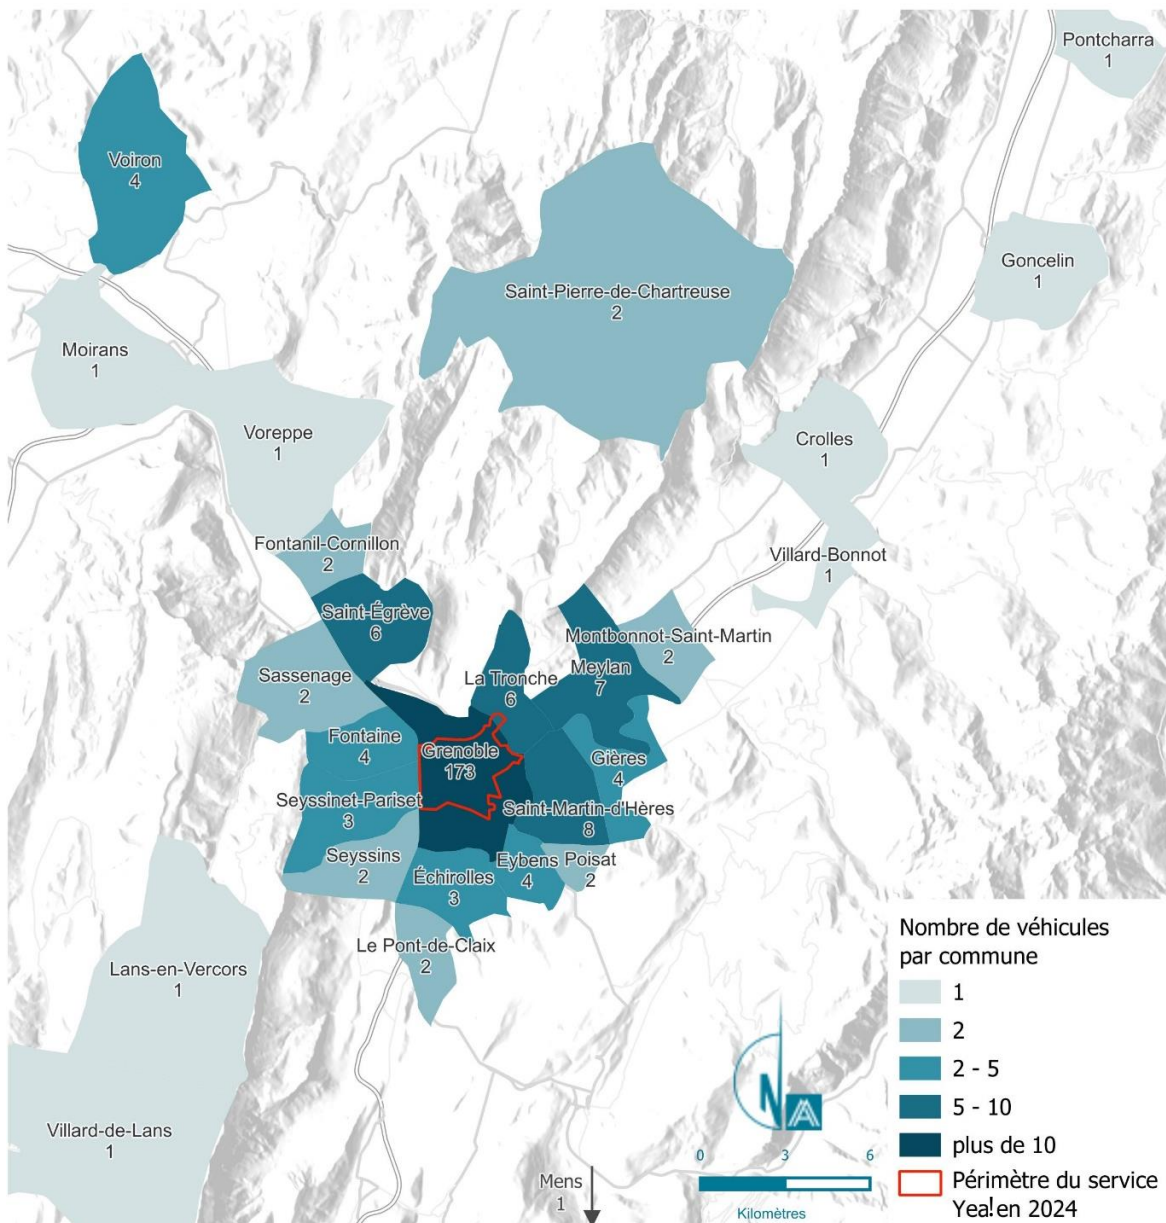 Pontcharra
1
Voiron
4
Goncelin
1
Saint-Pierre-de-Chartreuse
2
Moirans
1
Voreppe
1
Crolles
1
Fontanil-Cornillon
2
Villard-Bonnot
1
Saint-Égrève
6
Montbonnot-Saint-Martin
2
Meylan
7
Sassenage
2
La Tronche
6
Fontaine
4
Grenoble
173
Gières
4
Seyssinet-Pariset
3
Saint-Martin-d'Hères
8
Seyssins
2
Échirolles
3
Eybens
4
Poisat
2
Le Pont-de-Claix
2
Lans-en-Vercors
1
Villard-de-Lans
1
Mens
1
N
0 3 6
Kilomètres
Nombre de véhicules
par commune
1
2
2 - 5
5 - 10
plus de 10
Périmètre du service
Yea! en 2024